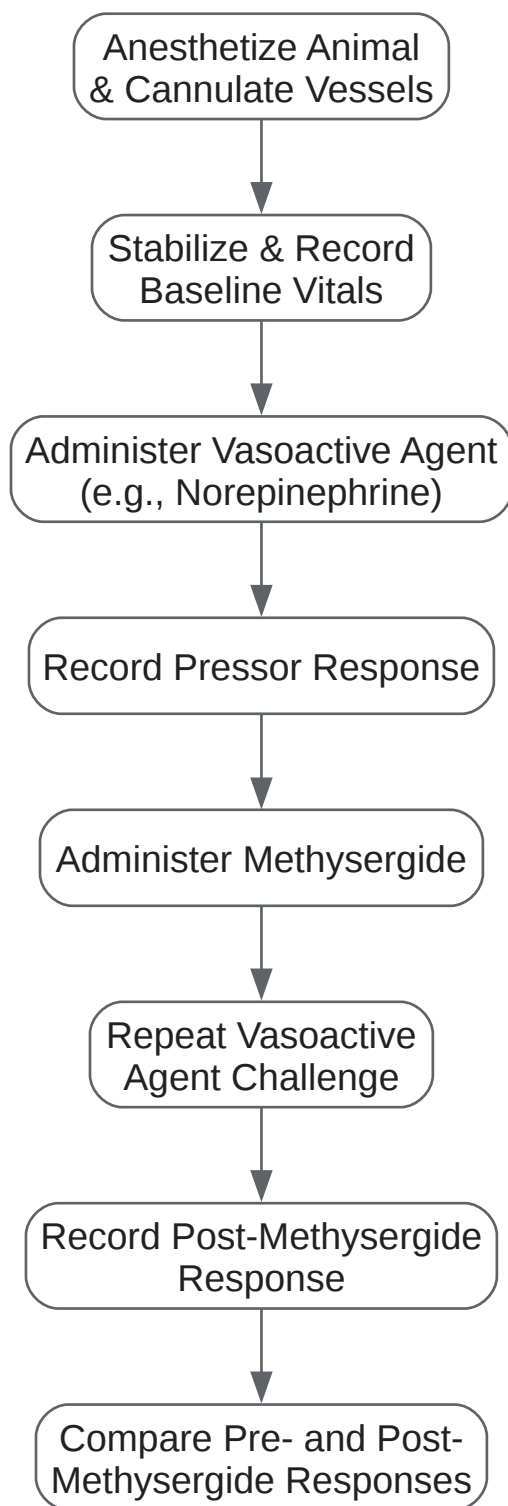 Anesthetize Animal
& Cannulate Vessels
Stabilize & Record
Baseline Vitals
Administer Vasoactive Agent
(e.g., Norepinephrine)
Record Pressor Response
Administer Methysergide
Repeat Vasoactive
Agent Challenge
Record Post-Methysergide
Response
Compare Pre- and Post-
Methysergide Responses